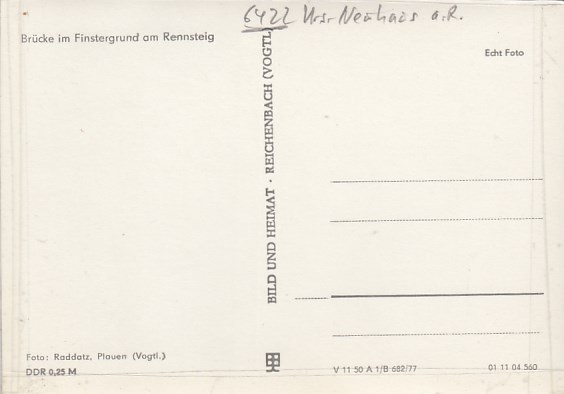 6422 Krsr. Neuhaus a.R.
Brücke im Finstergrund am Rennsteig
Echt Foto
BILD UND HEIMAT · REICHENBACH (VOGTL)
Foto: Raddatz, Plauen (Vogtl.)
DDR 0,25 M
V 11 50 A 1/B 682/77
01 11 04 560